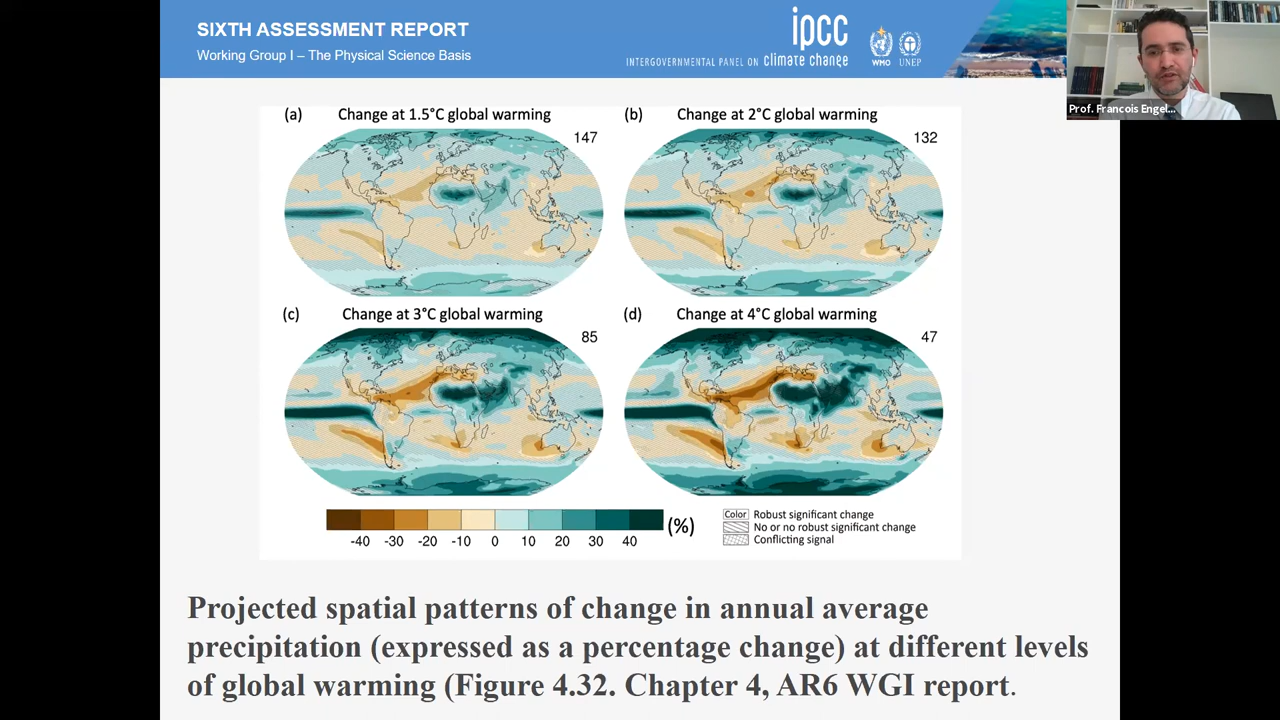 SIXTH ASSESSMENT REPORT
Working Group I – The Physical Science Basis
ipcc
INTERGOVERNMENTAL PANEL ON climate change
WMO
UNEP
Prof. Francois Engel...
(a) Change at 1.5°C global warming
147
(b) Change at 2°C global warming
132
(c) Change at 3°C global warming
85
(d) Change at 4°C global warming
47
-40 -30 -20 -10 0 10 20 30 40
(%)
Color Robust significant change
No or no robust significant change
Conflicting signal
Projected spatial patterns of change in annual average
precipitation (expressed as a percentage change) at different levels
of global warming (Figure 4.32. Chapter 4, AR6 WGI report.